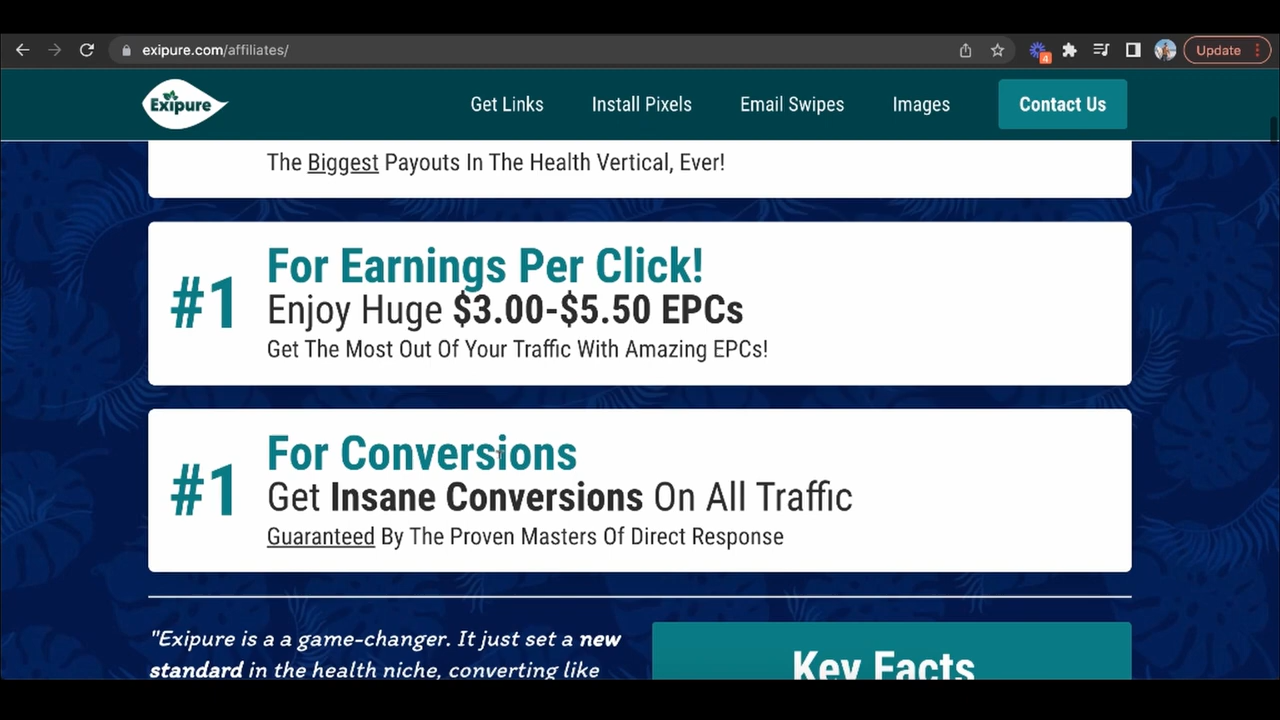 exipure.com/affiliates/
4
Update
Exipure
Get Links
Install Pixels
Email Swipes
Images
Contact Us
The Biggest Payouts In The Health Vertical, Ever!
#1
For Earnings Per Click!
Enjoy Huge $3.00-$5.50 EPCs
Get The Most Out Of Your Traffic With Amazing EPCs!
#1
For Conversions
Get Insane Conversions On All Traffic
Guaranteed By The Proven Masters Of Direct Response
"Exipure is a a game-changer. It just set a new
standard in the health niche, converting like
Key Facts